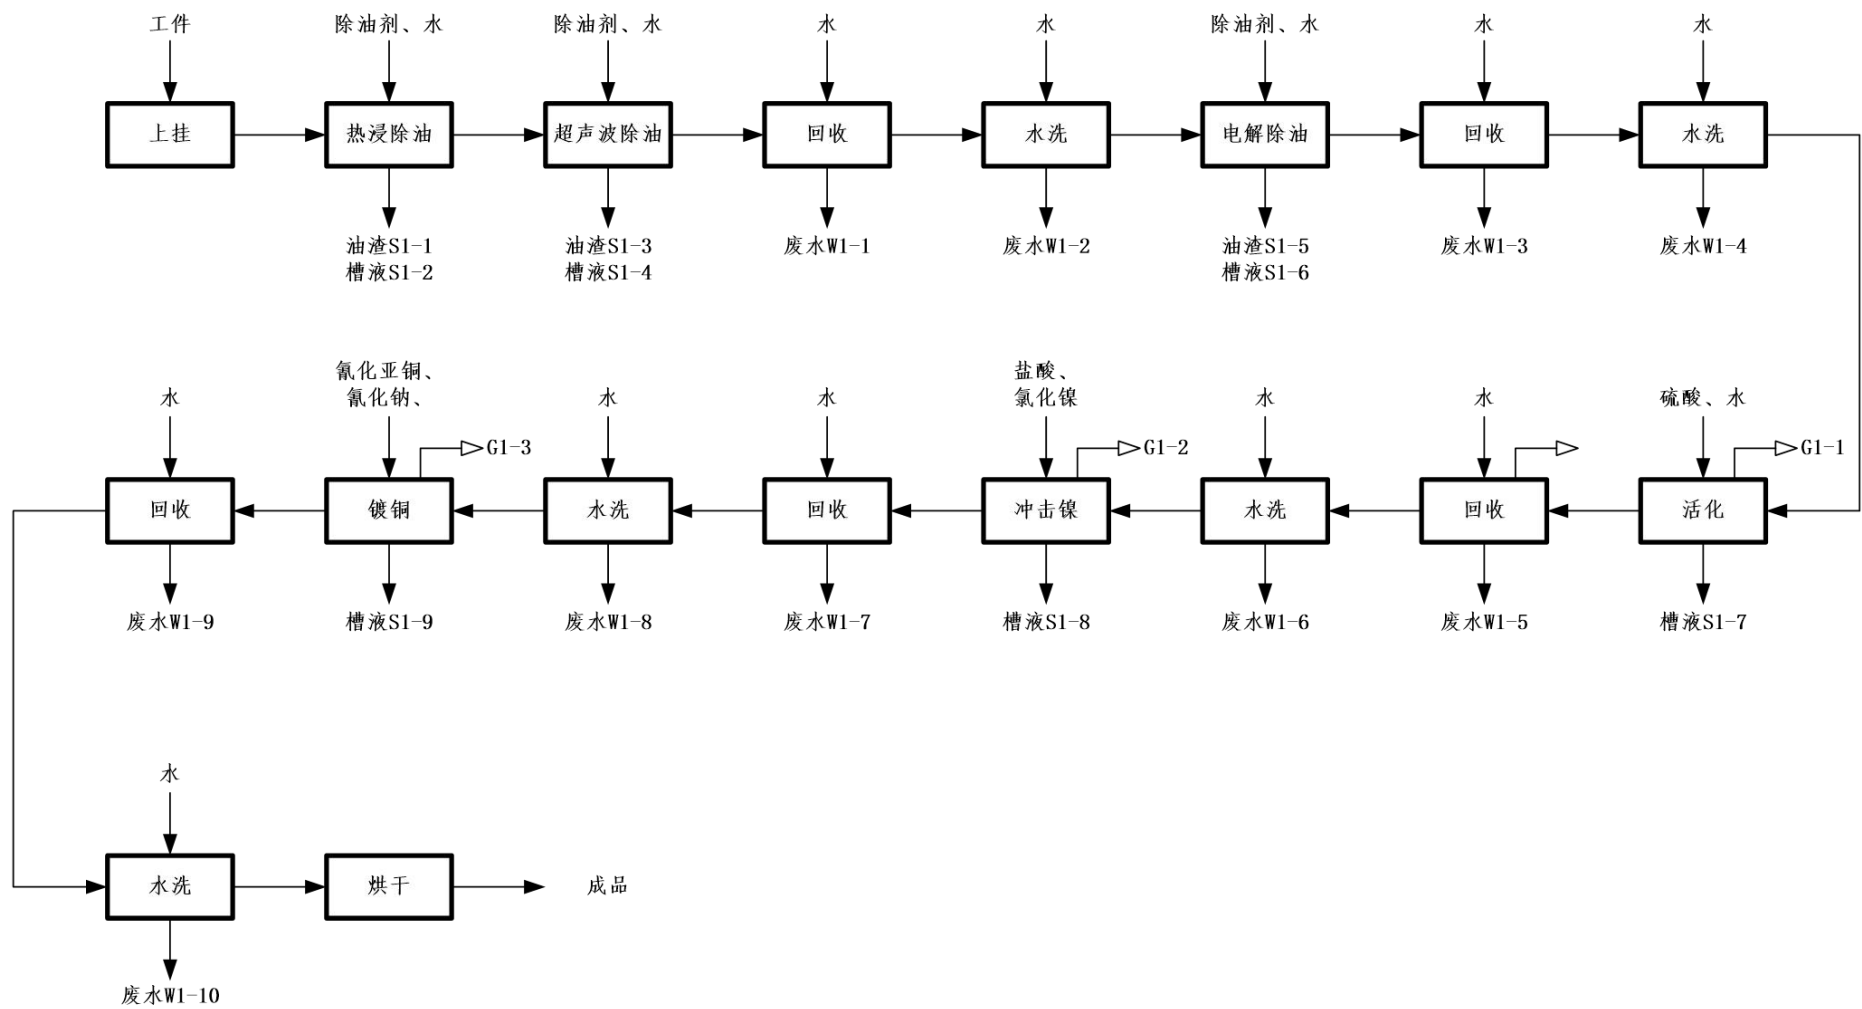 工件
除油剂、水
除油剂、水
水
水
除油剂、水
水
水
上挂
热浸除油
超声波除油
回收
水洗
电解除油
回收
水洗
油渣S1-1
槽液S1-2
油渣S1-3
槽液S1-4
废水W1-1
废水W1-2
油渣S1-5
槽液S1-6
废水W1-3
废水W1-4
水
氰化亚铜、
氰化钠、
水
水
盐酸、
氯化镍
水
水
硫酸、水
G1-3
G1-2
G1-1
回收
镀铜
水洗
回收
冲击镍
水洗
回收
活化
废水W1-9
槽液S1-9
废水W1-8
废水W1-7
槽液S1-8
废水W1-6
废水W1-5
槽液S1-7
水
水洗
烘干
成品
废水W1-10